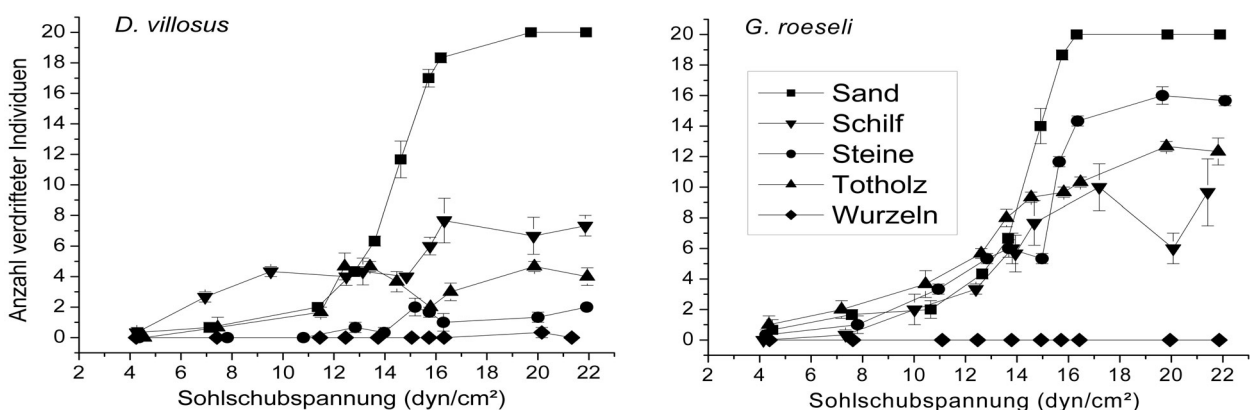 D. villosus
Anzahl verdrifteter Individuen
20
18
16
14
12
10
8
6
4
2
0
2 4 6 8 10 12 14 16 18 20 22
Sohlschubspannung (dyn/cm²)
G. roeseli
Sand
Schilf
Steine
Totholz
Wurzeln
20
18
16
14
12
10
8
6
4
2
0
2 4 6 8 10 12 14 16 18 20 22
Sohlschubspannung (dyn/cm²)